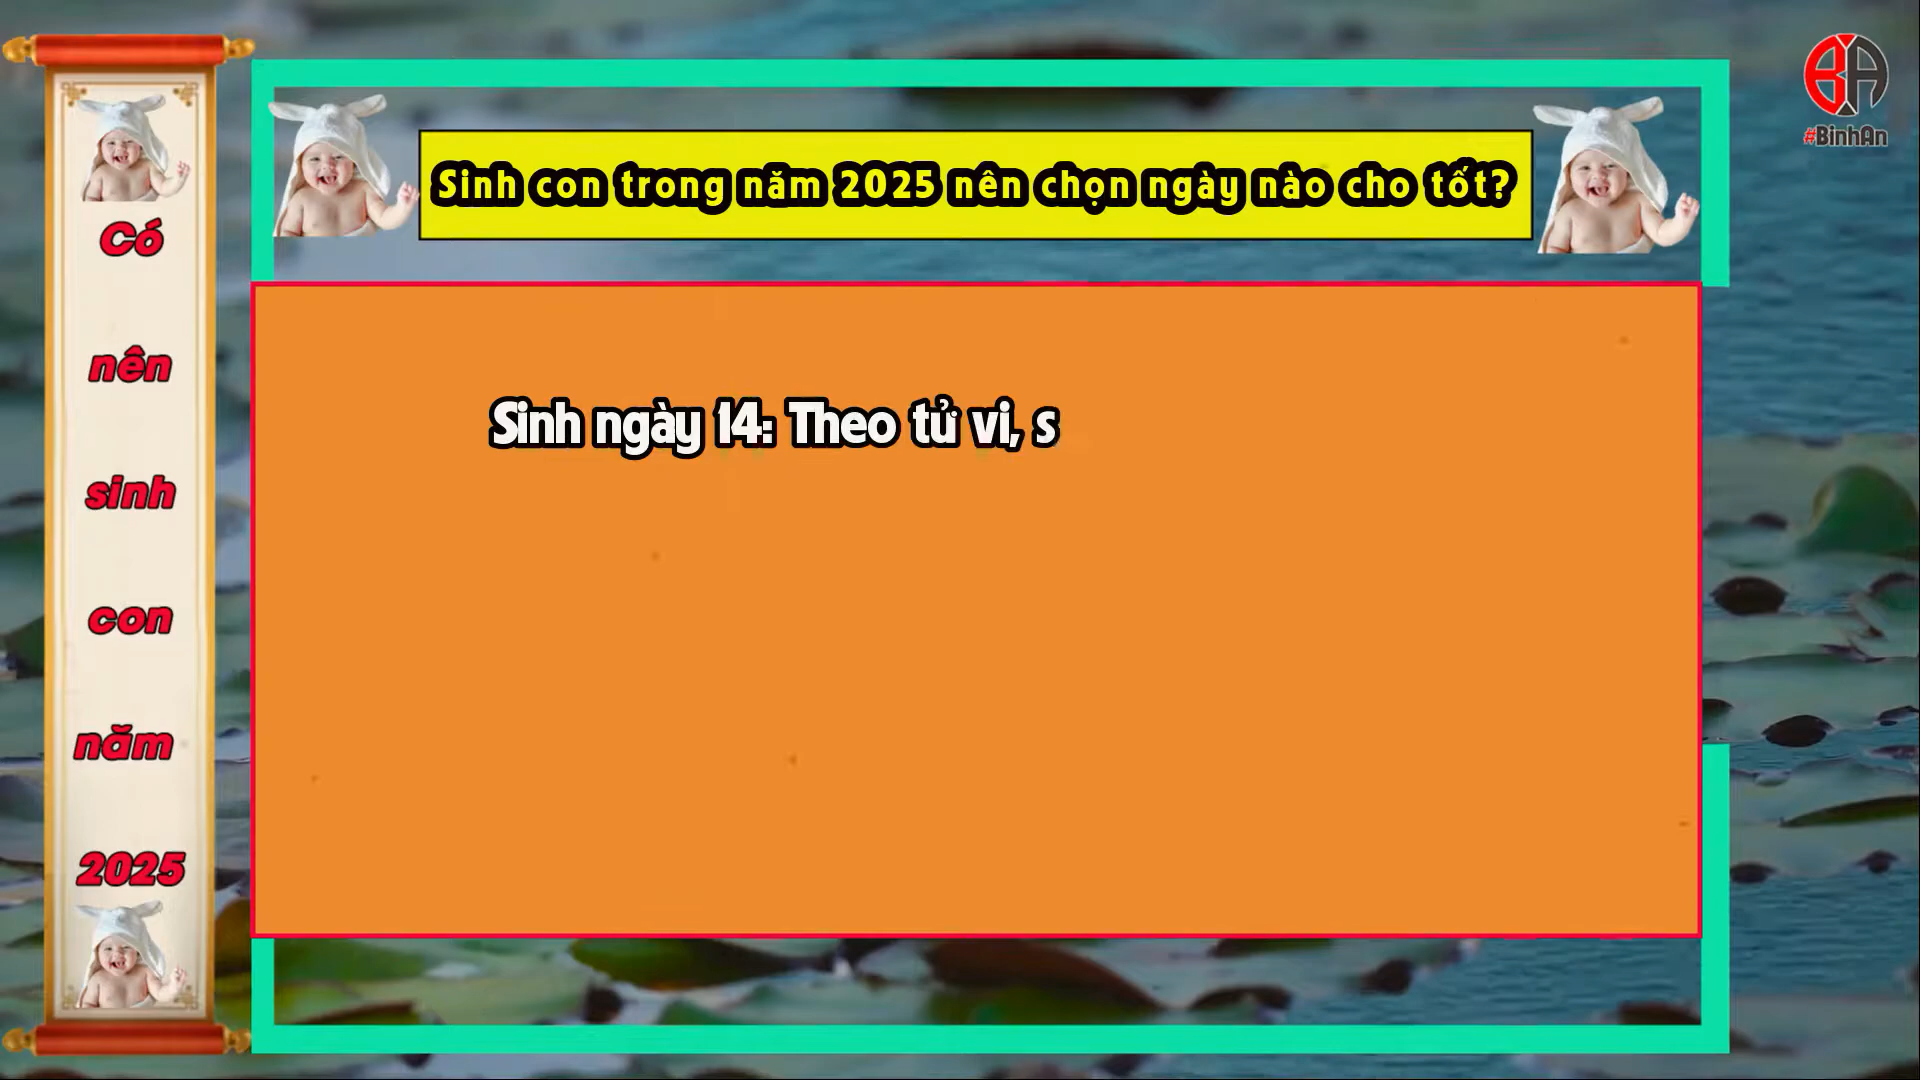 Có
nên
sinh
con
năm
2025
Sinh con trong năm 2025 nên chọn ngày nào cho tốt?
Sinh ngày 14: Theo tử vi, s
BA
#BinhAn